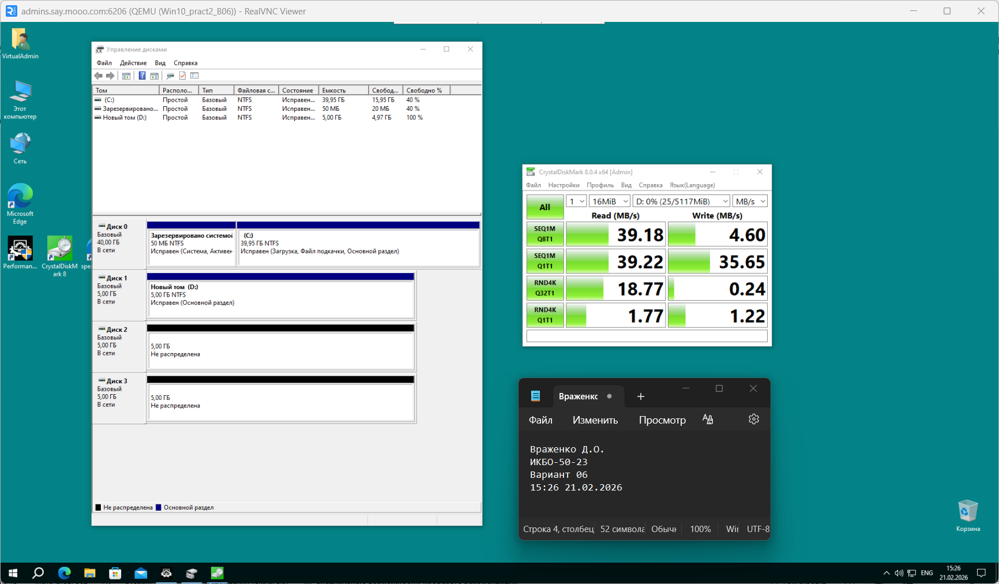 admins.say.mooo.com:6206 (QEMU (Win10_pract2_B06)) - RealVNC Viewer
VirtualAdmin
Этот
компьютер
Сеть
Microsoft
Edge
Performan...
CrystalDiskM
ark 8
spe
Управление дисками
Файл Действие Вид Справка
Том Располо... Тип Файловая с... Состояние Емкость Свобод... Свободно %
(C:) Простой Базовый NTFS Исправен... 39,95 ГБ 15,95 ГБ 40 %
Зарезервировано... Простой Базовый NTFS Исправен... 50 МБ 20 МБ 40 %
Новый том (D:) Простой Базовый NTFS Исправен... 5,00 ГБ 4,97 ГБ 100 %
Диск 0
Базовый
40,00 ГБ
В сети
Зарезервировано системой
50 МБ NTFS
Исправен (Система, Активен
(C:)
39,95 ГБ NTFS
Исправен (Загрузка, Файл подкачки, Основной раздел)
Диск 1
Базовый
5,00 ГБ
В сети
Новый том (D:)
5,00 ГБ NTFS
Исправен (Основной раздел)
Диск 2
Базовый
5,00 ГБ
В сети
5,00 ГБ
Не распределена
Диск 3
Базовый
5,00 ГБ
В сети
5,00 ГБ
Не распределена
Не распределена Основной раздел
CrystalDiskMark 8.0.4 x64 [Admin]
Файл Настройки Профиль Вид Справка Язык(Language)
All 1 16MiB D: 0% (25/5117MiB) MB/s
Read (MB/s) Write (MB/s)
SEQ1M
Q8T1
39.18 4.60
SEQ1M
Q1T1
39.22 35.65
RND4K
Q32T1
18.77 0.24
RND4K
Q1T1
1.77 1.22
Враженко
Файл Изменить Просмотр
Враженко Д.О.
ИКБО-50-23
Вариант 06
15:26 21.02.2026
Строка 4, столбец 52 символа Обычн 100% Win UTF-8
Корзина
ENG
15:26
21.02.2026